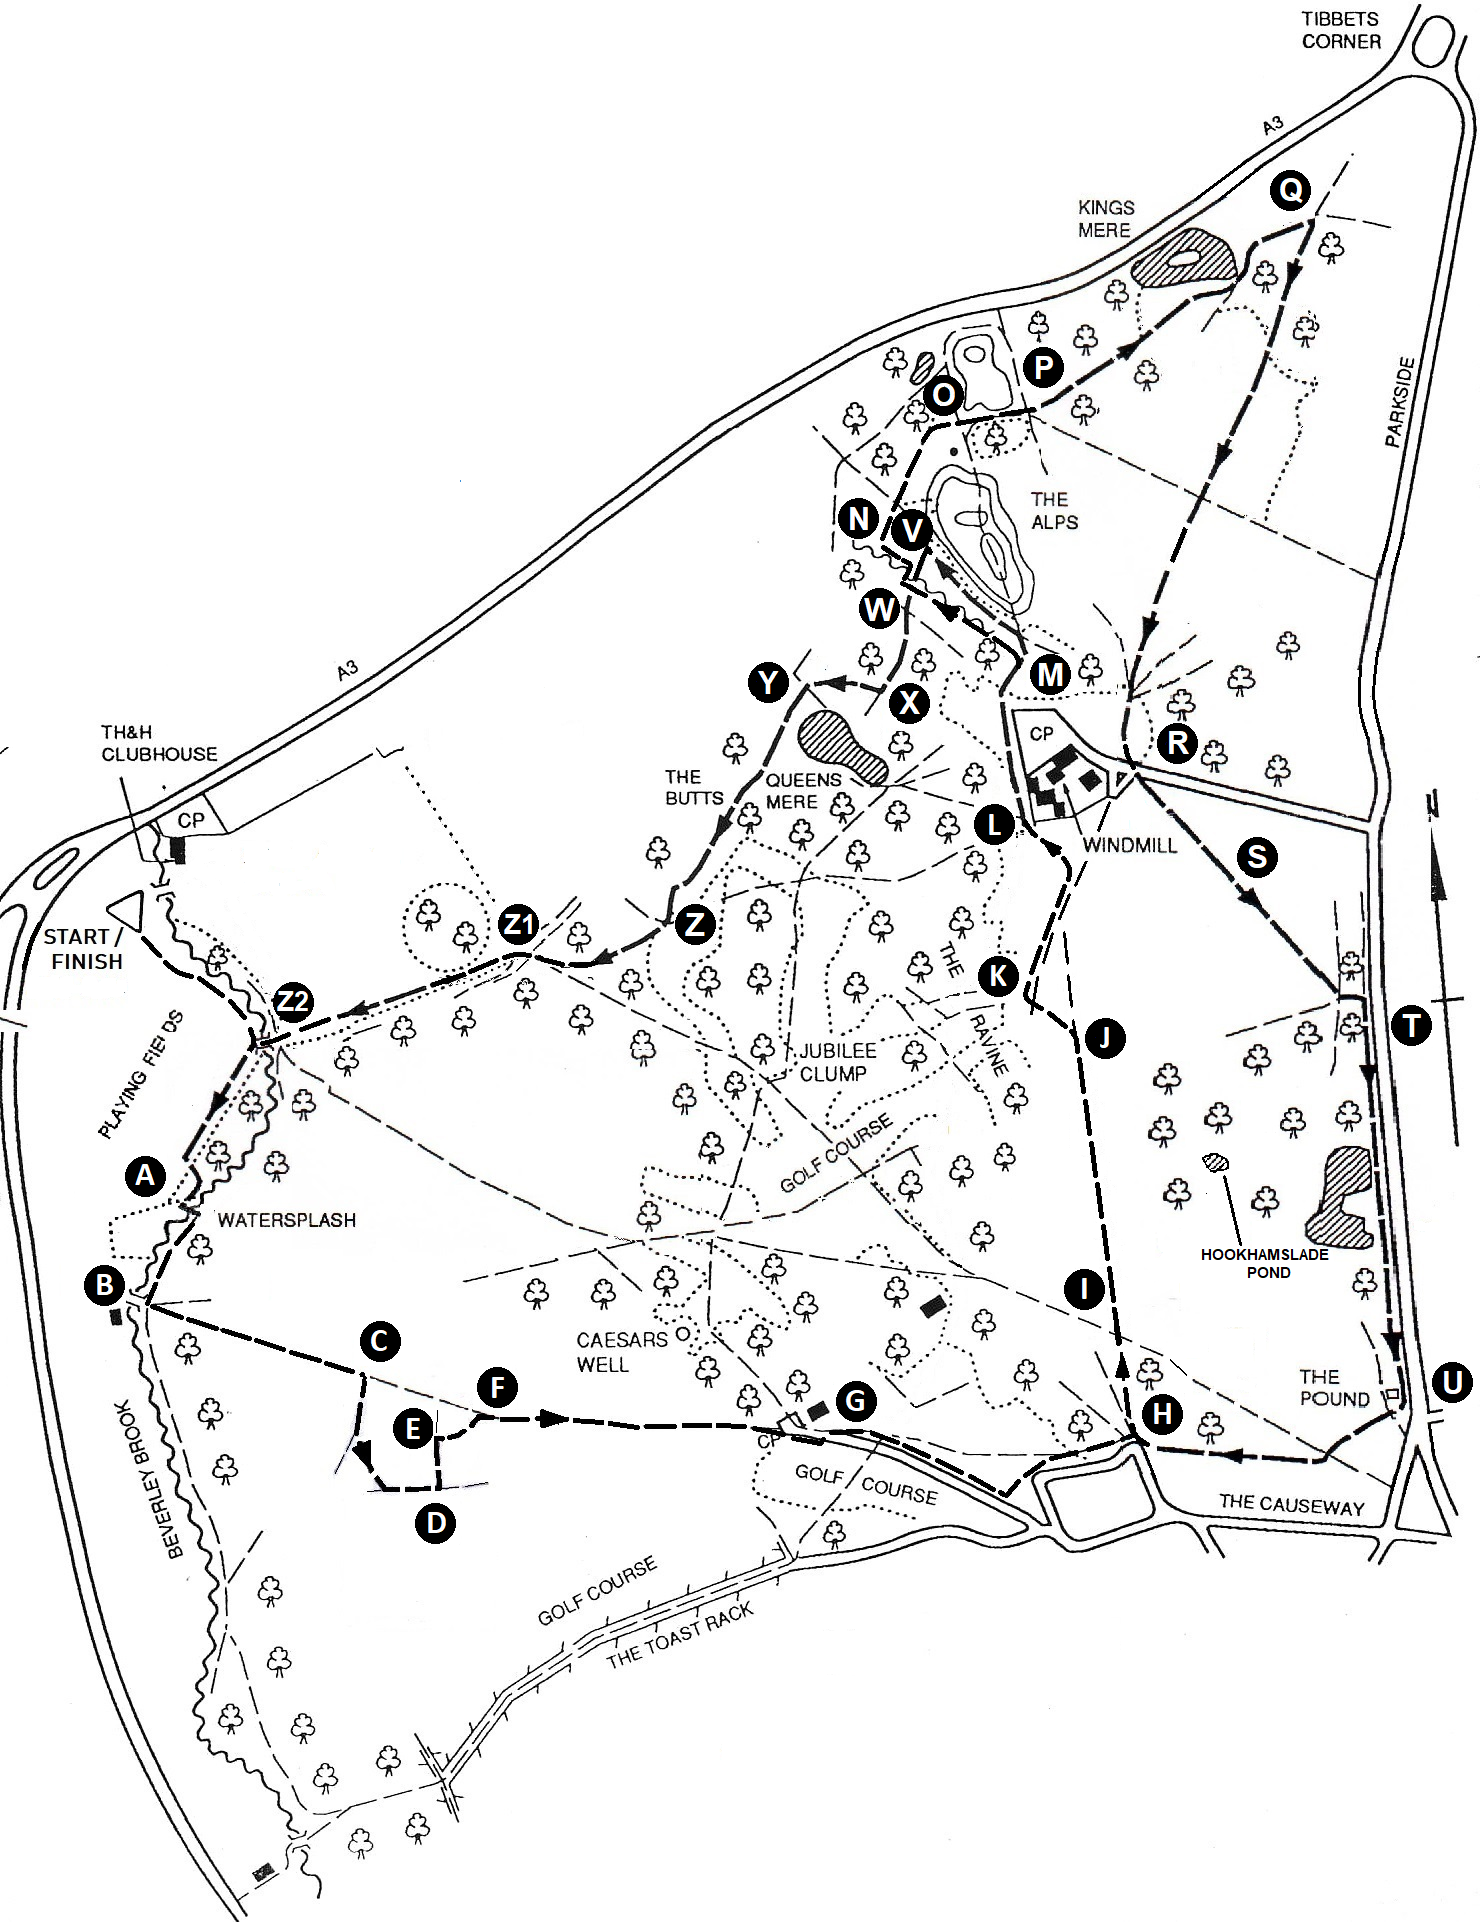 TIBBETS
CORNER
A3
Q
KINGS
MERE
P
O
PARKSIDE
THE
ALPS
N
V
W
A3
M
Y
X
TH&H
CLUBHOUSE
CP
R
CP
THE
BUTTS
QUEENS
MERE
N
L
WINDMILL
S
START /
FINISH
Z1
Z
THE
RAVINE
K
Z2
T
J
PLAYING FIELDS
JUBILEE
CLUMP
GOLF COURSE
A
WATERSPLASH
HOOKHAMSLADE
POND
B
I
C
CAESARS
WELL
F
THE
POUND
U
E
G
H
CP
BEVERLEY BROOK
GOLF COURSE
THE CAUSEWAY
D
GOLF COURSE
THE TOAST RACK